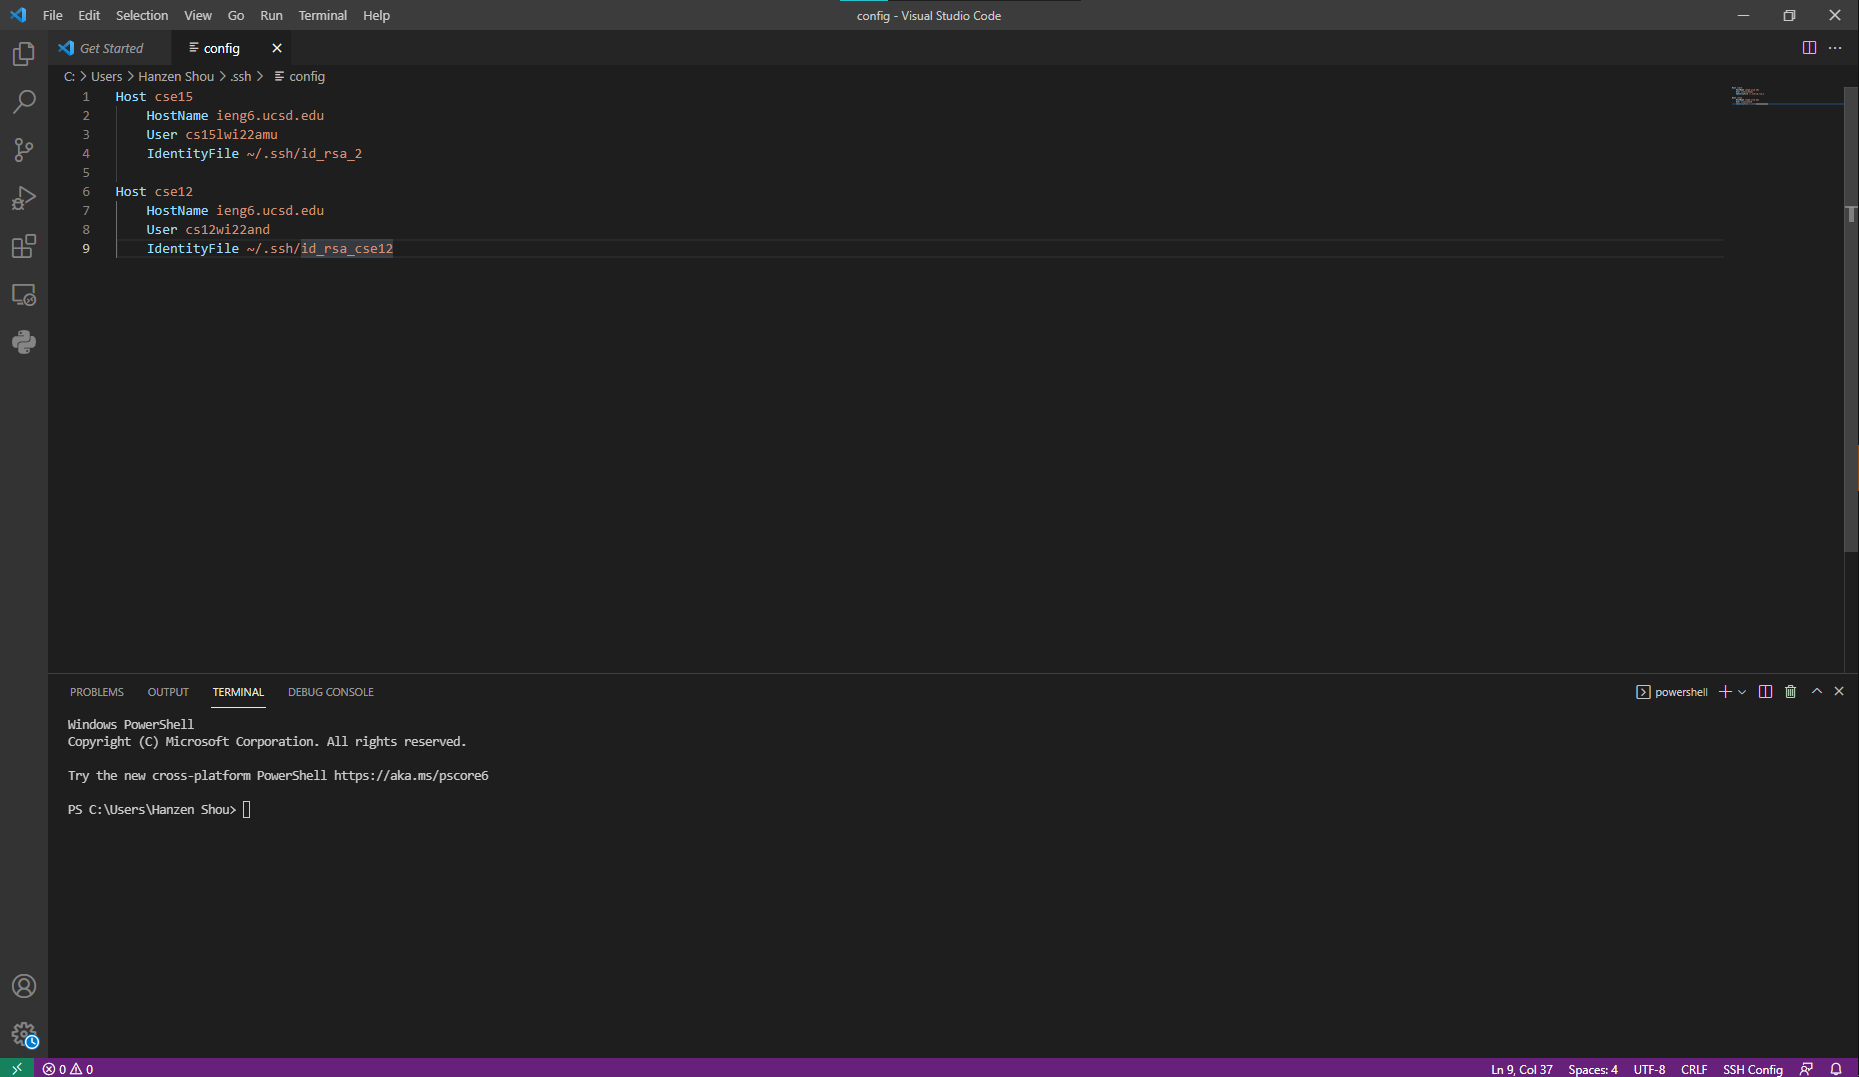 File Edit Selection View Go Run Terminal Help
config - Visual Studio Code
Get Started
config
C: > Users > Hanzen Shou > .ssh > config
1 Host cse15
2 HostName ieng6.ucsd.edu
3 User cs15lwi22amu
4 IdentityFile ~/.ssh/id_rsa_2
5
6 Host cse12
7 HostName ieng6.ucsd.edu
8 User cs12wi22and
9 IdentityFile ~/.ssh/id_rsa_cse12
PROBLEMS OUTPUT TERMINAL DEBUG CONSOLE
powershell
Windows PowerShell
Copyright (C) Microsoft Corporation. All rights reserved.
Try the new cross-platform PowerShell https://aka.ms/pscore6
PS C:\Users\Hanzen Shou>
0 0
Ln 9, Col 37 Spaces: 4 UTF-8 CRLF SSH Config